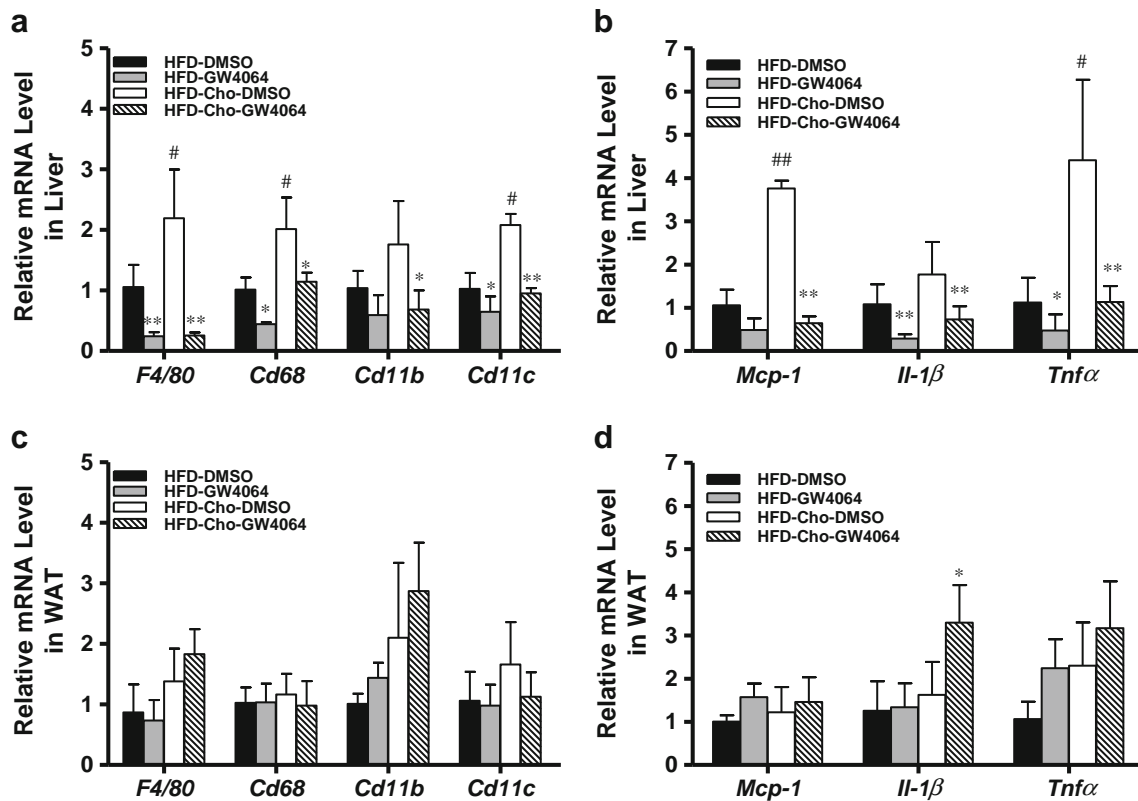 a
Relative mRNA Level
in Liver
5
4
3
2
1
0
HFD-DMSO
HFD-GW4064
HFD-Cho-DMSO
HFD-Cho-GW4064
#
**
**
#
*
*
*
#
*
**
F4/80 Cd68 Cd11b Cd11c
b
Relative mRNA Level
in Liver
7
6
5
4
3
2
1
0
HFD-DMSO
HFD-GW4064
HFD-Cho-DMSO
HFD-Cho-GW4064
##
**
**
**
#
*
**
Mcp-1 Il-1β Tnfα
c
Relative mRNA Level
in WAT
5
4
3
2
1
0
HFD-DMSO
HFD-GW4064
HFD-Cho-DMSO
HFD-Cho-GW4064
F4/80 Cd68 Cd11b Cd11c
d
Relative mRNA Level
in WAT
7
6
5
4
3
2
1
0
HFD-DMSO
HFD-GW4064
HFD-Cho-DMSO
HFD-Cho-GW4064
*
Mcp-1 Il-1β Tnfα